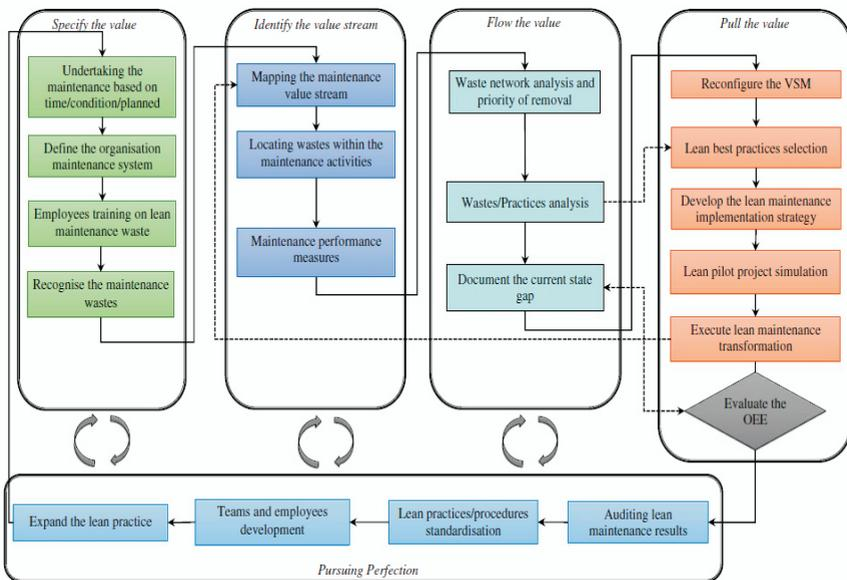 Specify the value
Undertaking the
maintenance based on
time/condition/planned
Define the organisation
maintenance system
Employees training on lean
maintenance waste
Recognise the maintenance
wastes
Identify the value stream
Mapping the maintenance
value stream
Locating wastes within the
maintenance activities
Maintenance performance
measures
Flow the value
Waste network analysis and
priority of removal
Wastes/Practices analysis
Document the current state
gap
Pull the value
Reconfigure the VSM
Lean best practices selection
Develop the lean maintenance
implementation strategy
Lean pilot project simulation
Execute lean maintenance
transformation
Evaluate the
OEE
Expand the lean practice
Teams and employees
development
Lean practices/procedures
standardisation
Auditing lean
maintenance results
Pursuing Perfection